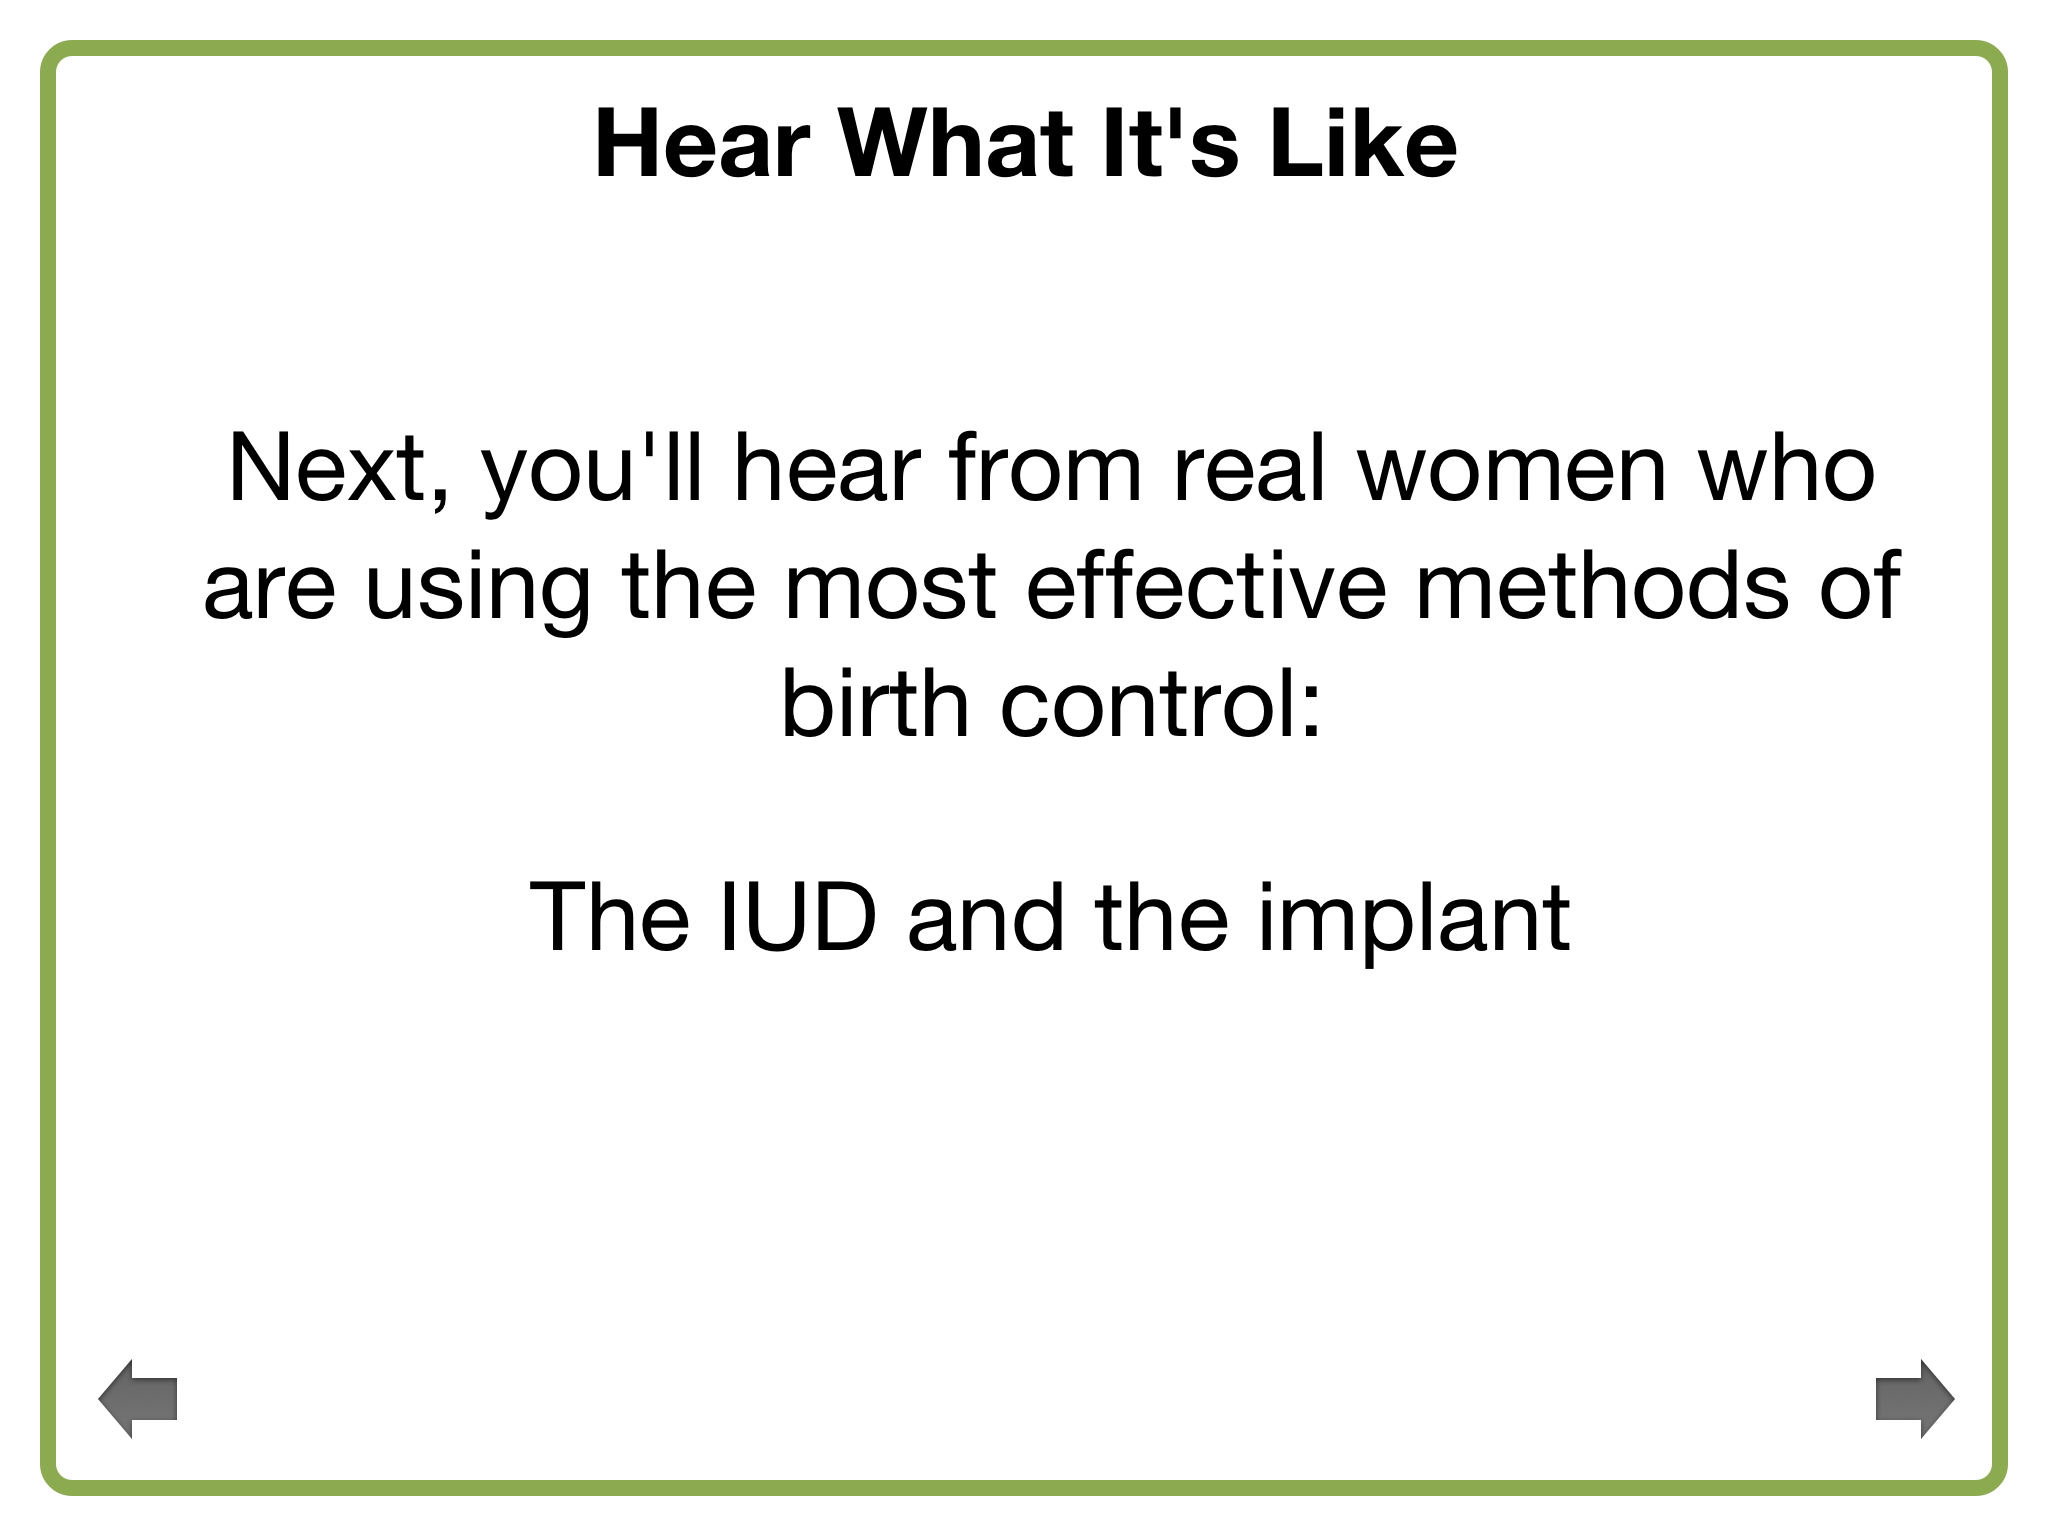 Hear What It's Like
Next, you'll hear from real women who
are using the most effective methods of
birth control:
The IUD and the implant